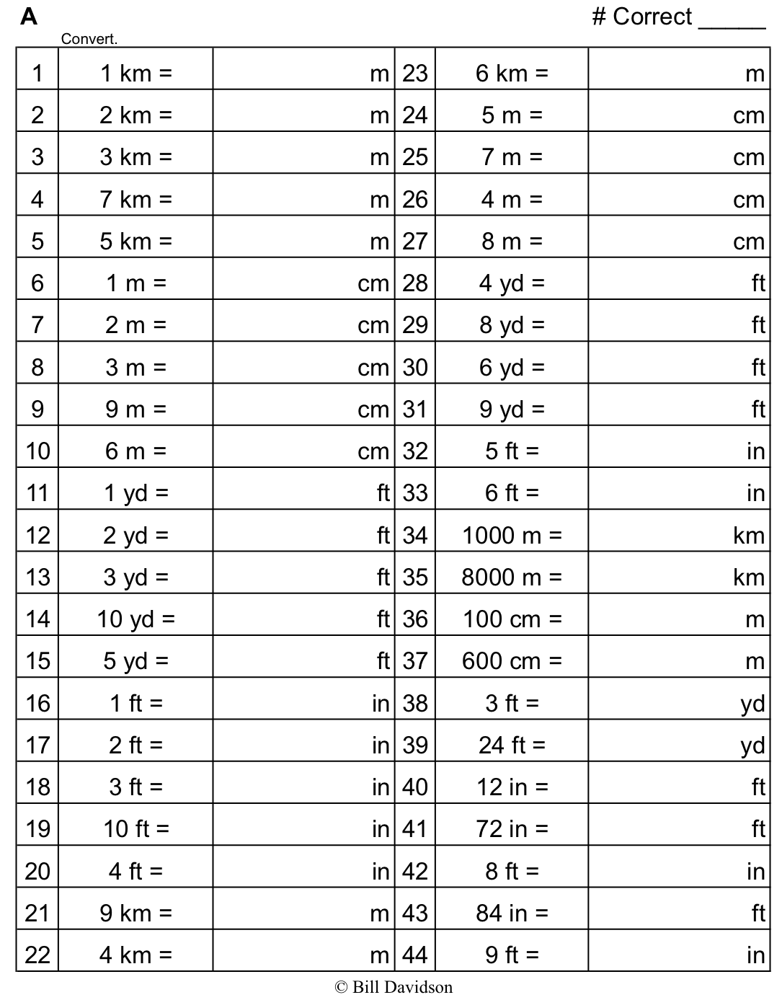 A # Correct _____
Convert.
1 1 km = m 23 6 km = m
2 2 km = m 24 5 m = cm
3 3 km = m 25 7 m = cm
4 7 km = m 26 4 m = cm
5 5 km = m 27 8 m = cm
6 1 m = cm 28 4 yd = ft
7 2 m = cm 29 8 yd = ft
8 3 m = cm 30 6 yd = ft
9 9 m = cm 31 9 yd = ft
10 6 m = cm 32 5 ft = in
11 1 yd = ft 33 6 ft = in
12 2 yd = ft 34 1000 m = km
13 3 yd = ft 35 8000 m = km
14 10 yd = ft 36 100 cm = m
15 5 yd = ft 37 600 cm = m
16 1 ft = in 38 3 ft = yd
17 2 ft = in 39 24 ft = yd
18 3 ft = in 40 12 in = ft
19 10 ft = in 41 72 in = ft
20 4 ft = in 42 8 ft = in
21 9 km = m 43 84 in = ft
22 4 km = m 44 9 ft = in
© Bill Davidson